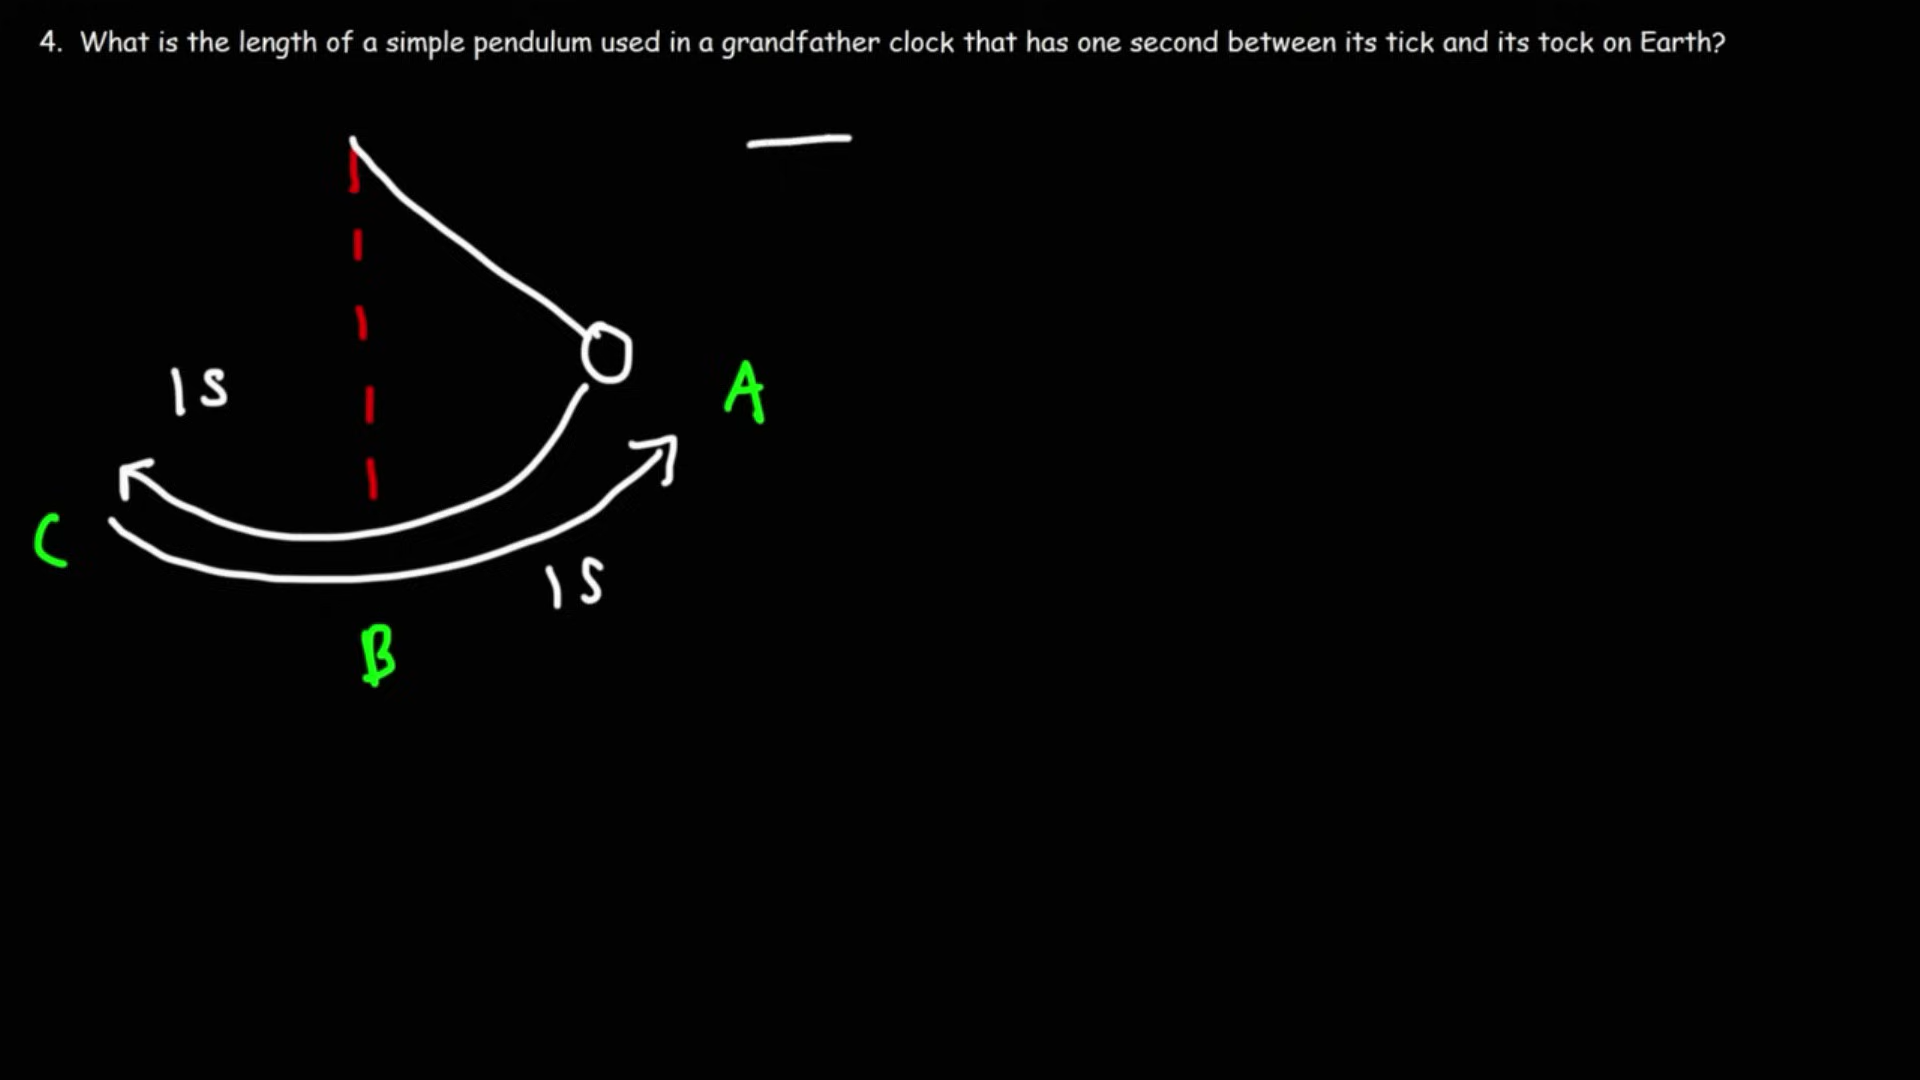 4. What is the length of a simple pendulum used in a grandfather clock that has one second between its tick and its tock on Earth?
1S
A
C
1S
B